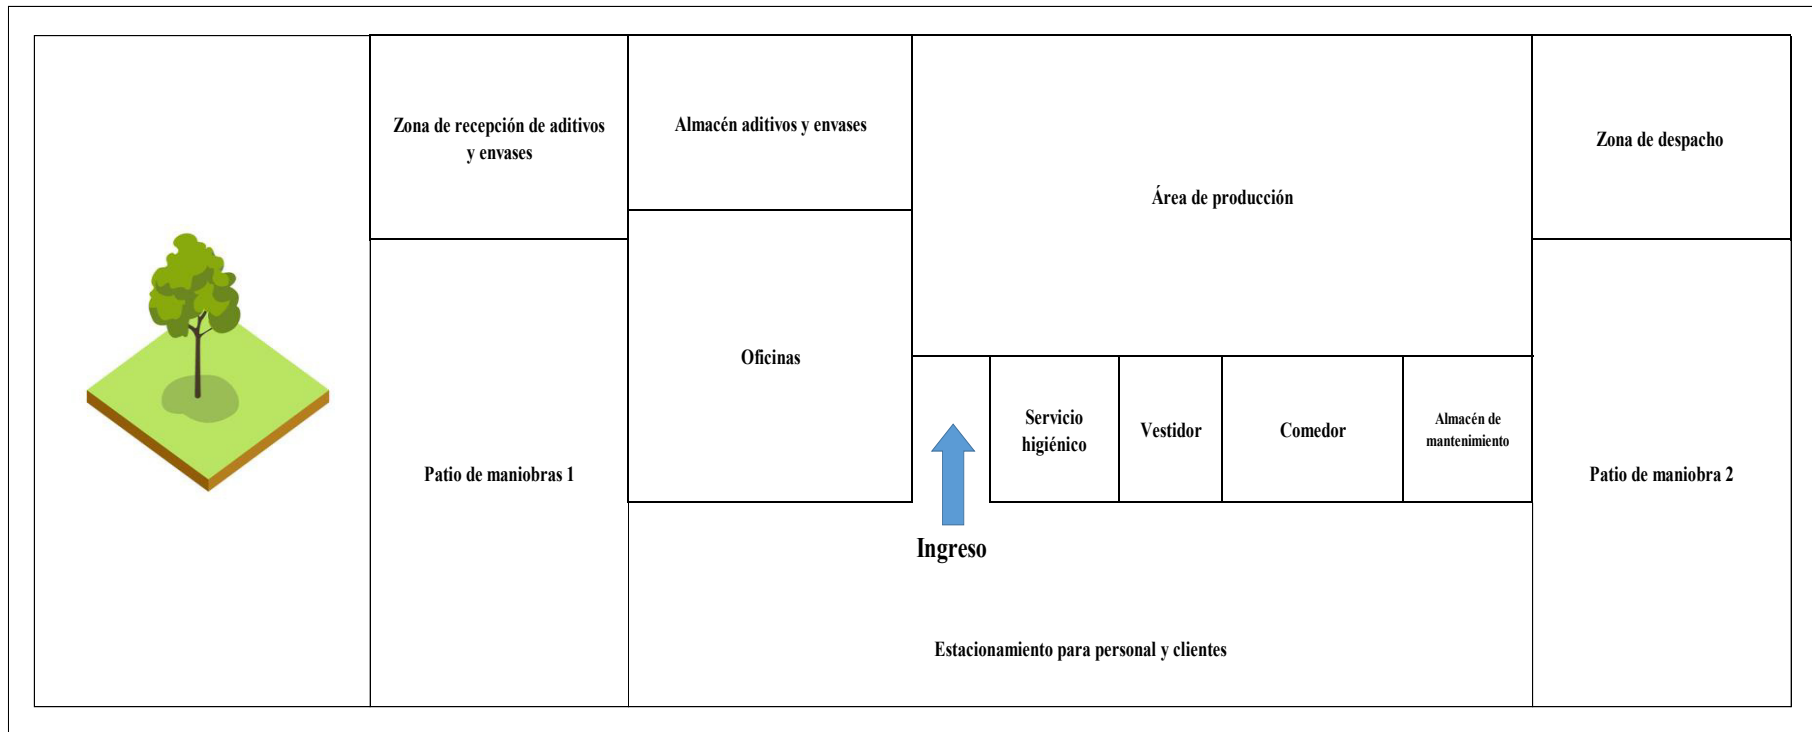 Zona de recepción de aditivos
y envases
Almacén aditivos y envases
Área de producción
Zona de despacho
Oficinas
Servicio
higiénico
Vestidor
Comedor
Almacén de
mantenimiento
Patio de maniobras 1
Patio de maniobra 2
Ingreso
Estacionamiento para personal y clientes